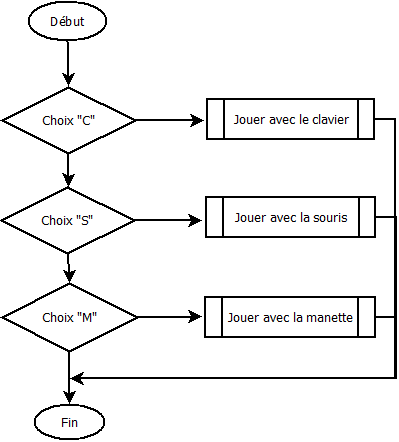 Début
Choix "C"
Jouer avec le clavier
Choix "S"
Jouer avec la souris
Choix "M"
Jouer avec la manette
Fin